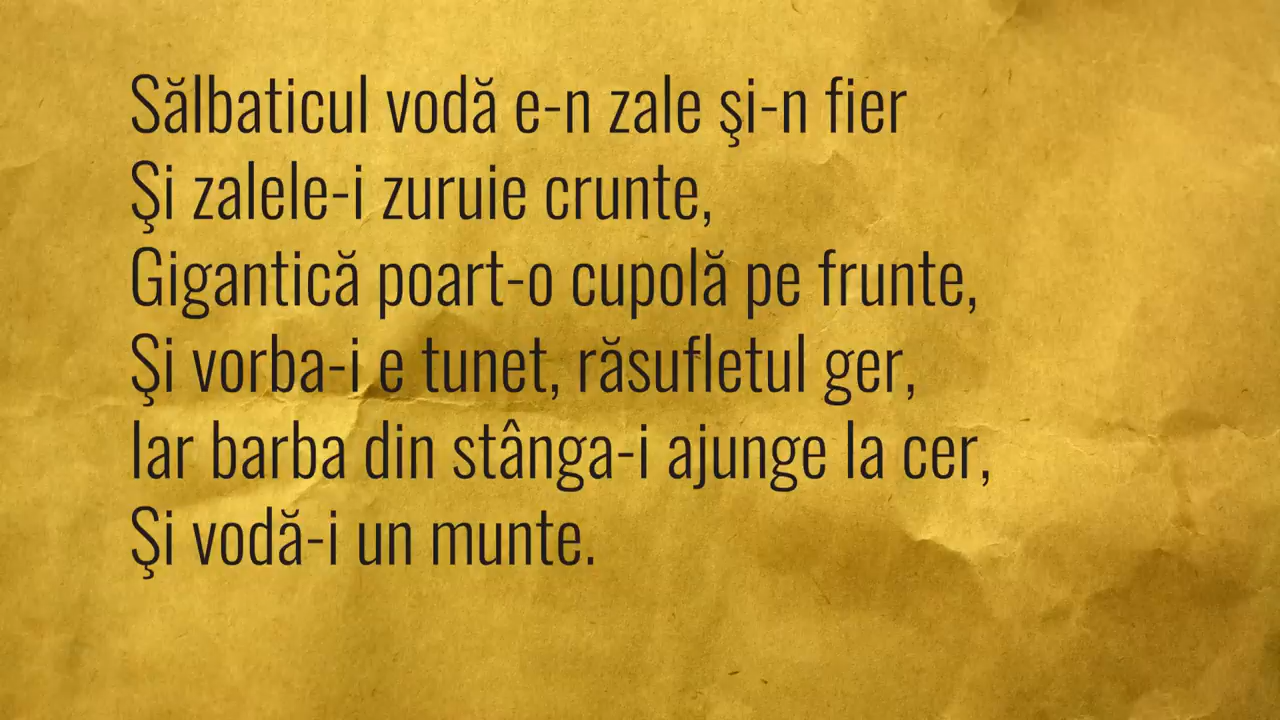 Sălbaticul vodă e-n zale şi-n fier
Şi zalele-i zuruie crunte,
Gigantică poart-o cupolă pe frunte,
Şi vorba-i e tunet, răsufletul ger,
Iar barba din stânga-i ajunge la cer,
Şi vodă-i un munte.